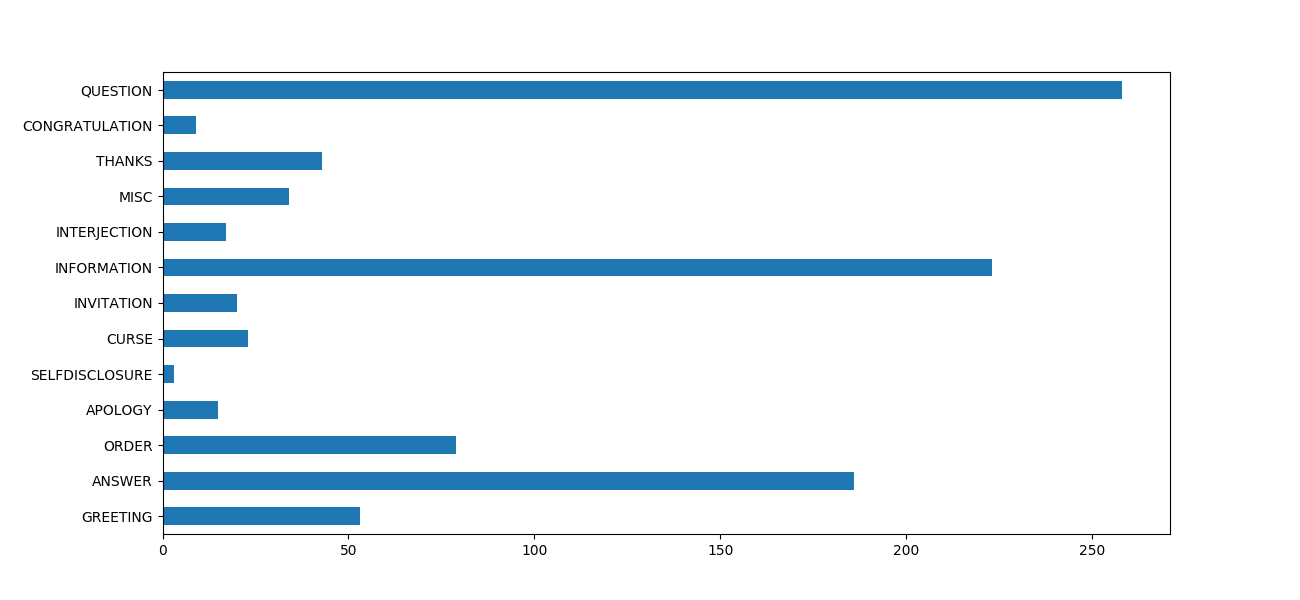 QUESTION
CONGRATULATION
THANKS
MISC
INTERJECTION
INFORMATION
INVITATION
CURSE
SELFDISCLOSURE
APOLOGY
ORDER
ANSWER
GREETING
0 50 100 150 200 250